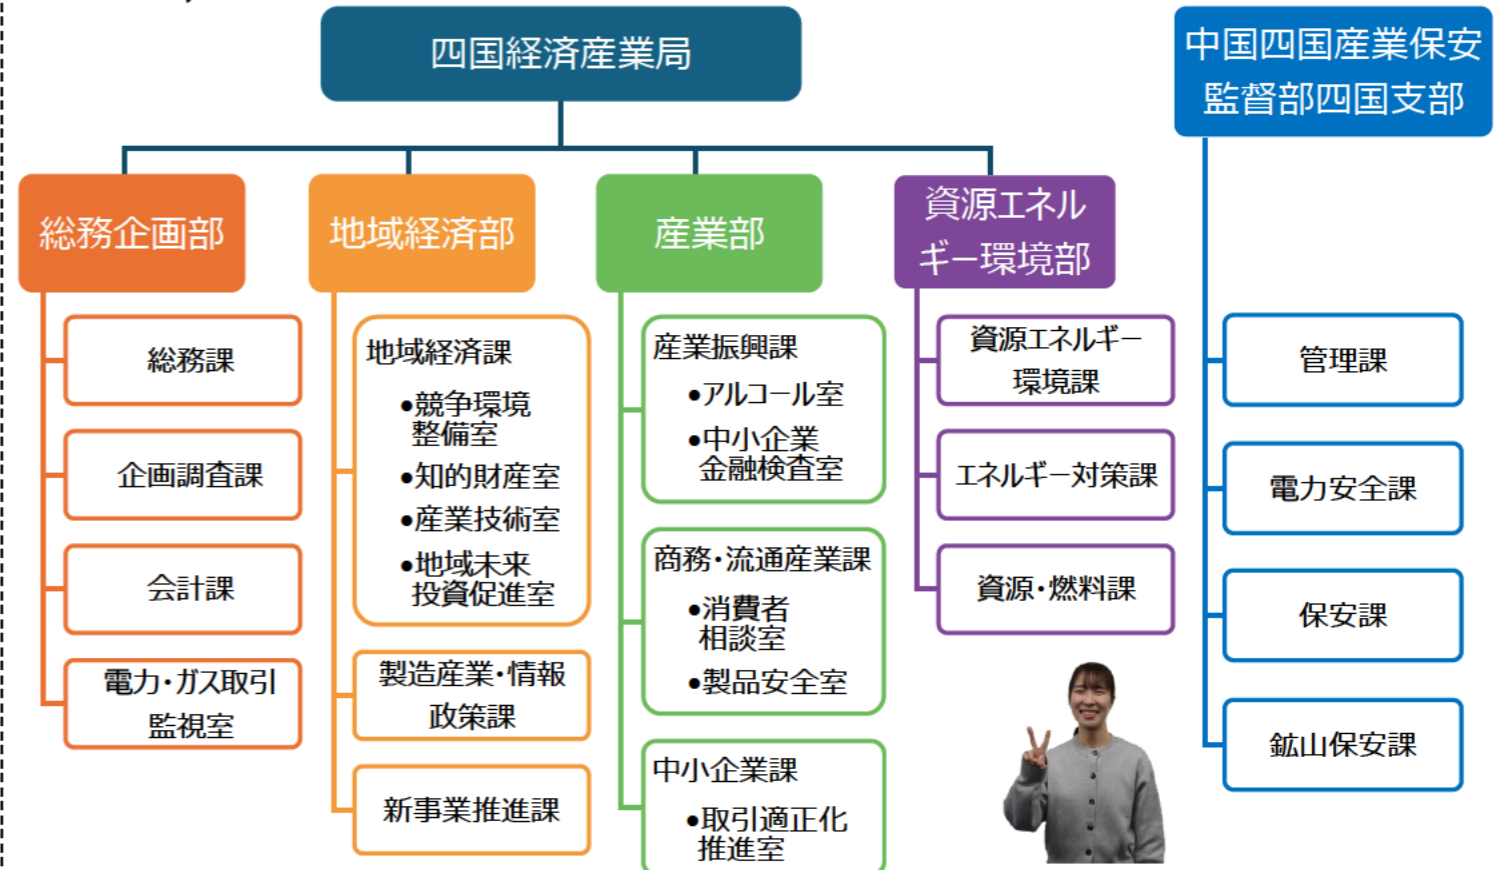 四国経済産業局
中国四国産業保安
監督部四国支部
総務企画部
総務課
企画調査課
会計課
電力・ガス取引
監視室
地域経済部
地域経済課
●競争環境
整備室
●知的財産室
●産業技術室
●地域未来
投資促進室
製造産業・情報
政策課
新事業推進課
産業部
産業振興課
●アルコール室
●中小企業
金融検査室
商務・流通産業課
●消費者
相談室
●製品安全室
中小企業課
●取引適正化
推進室
資源エネル
ギー環境部
資源エネルギー
環境課
エネルギー対策課
資源・燃料課
管理課
電力安全課
保安課
鉱山保安課